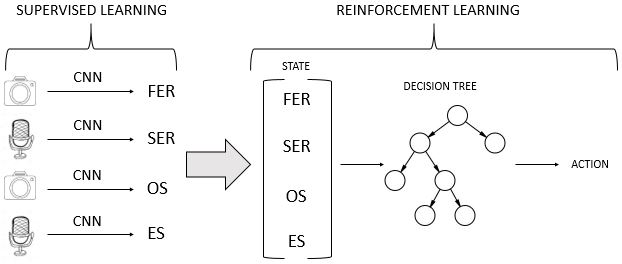 SUPERVISED LEARNING
REINFORCEMENT LEARNING
CNN
FER
CNN
SER
CNN
OS
CNN
ES
STATE
FER
SER
OS
ES
DECISION TREE
ACTION